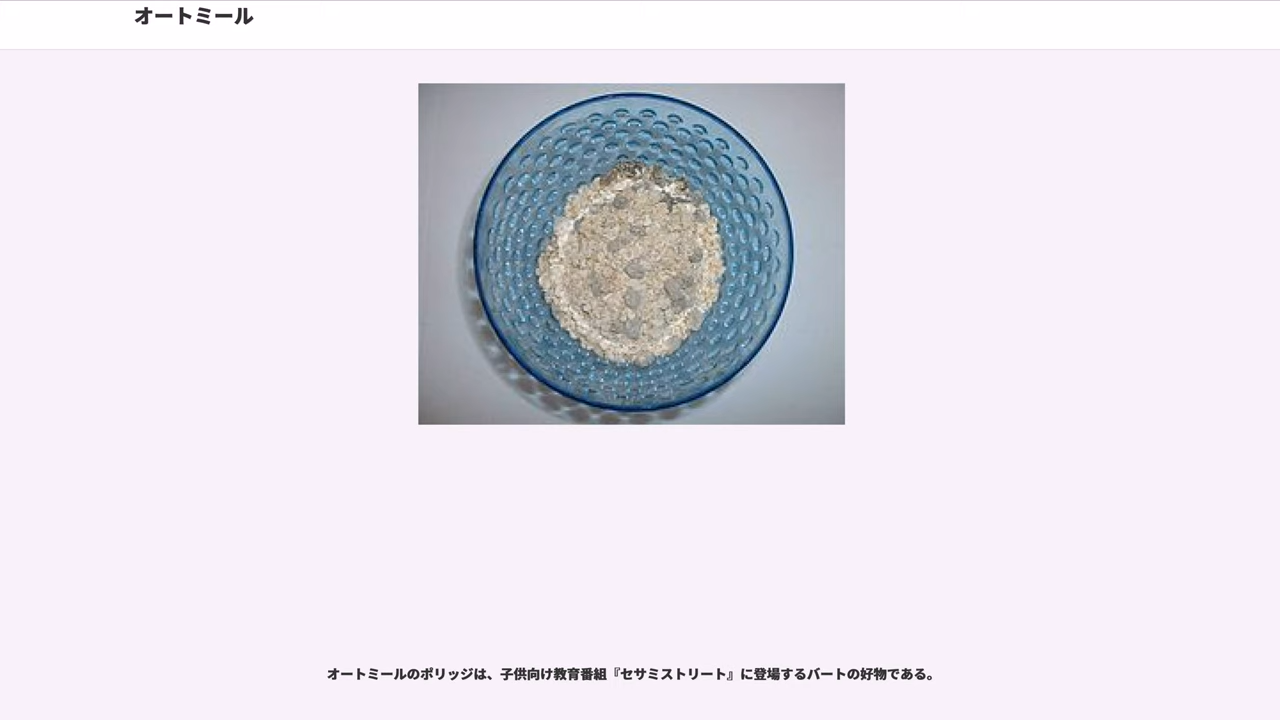 オートミール
オートミールのポリッジは、子供向け教育番組『セサミストリート』に登場するバートの好物である。